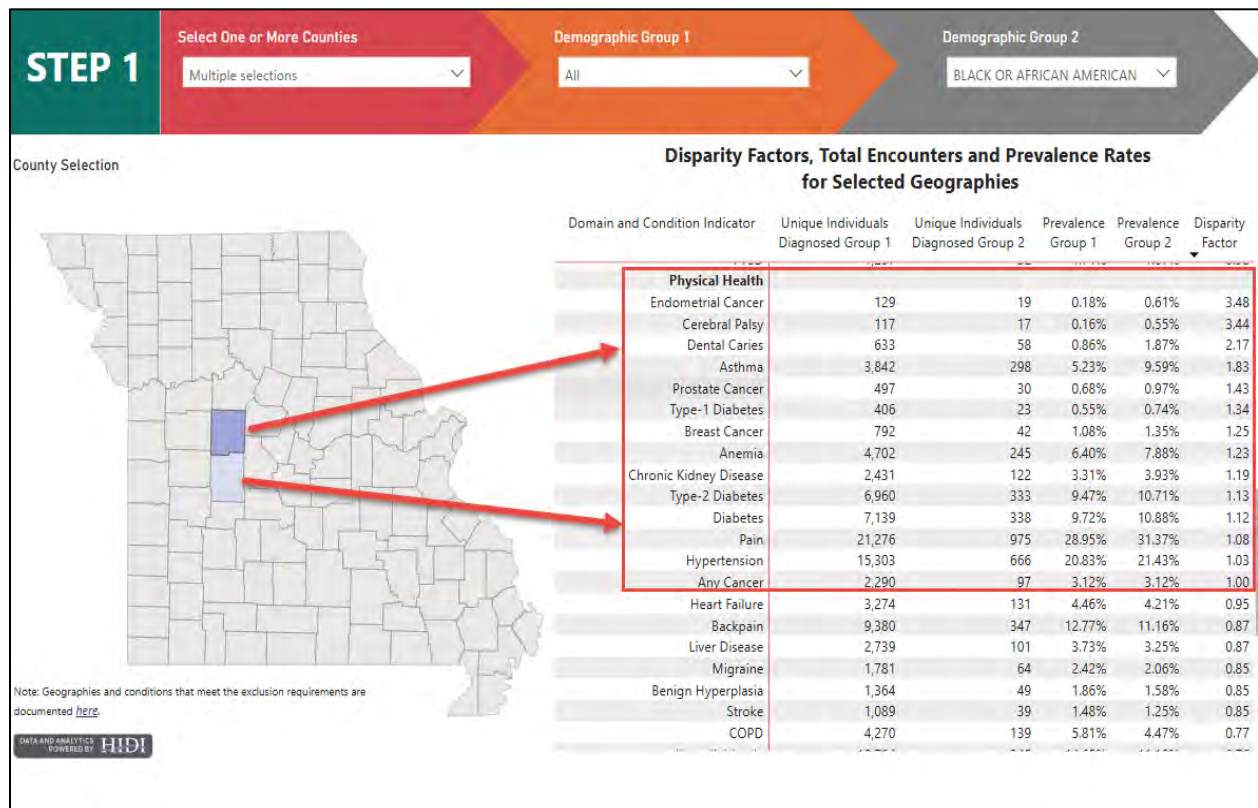 STEP 1
Select One or More Counties
Multiple selections
Demographic Group 1
All
Demographic Group 2
BLACK OR AFRICAN AMERICAN
County Selection
Disparity Factors, Total Encounters and Prevalence Rates
for Selected Geographies
Domain and Condition Indicator Unique Individuals Unique Individuals Prevalence Prevalence Disparity
Diagnosed Group 1 Diagnosed Group 2 Group 1 Group 2 Factor
Physical Health
Endometrial Cancer 129 19 0.18% 0.61% 3.48
Cerebral Palsy 117 17 0.16% 0.55% 3.44
Dental Caries 633 58 0.86% 1.87% 2.17
Asthma 3,842 298 5.23% 9.59% 1.83
Prostate Cancer 497 30 0.68% 0.97% 1.43
Type-1 Diabetes 406 23 0.55% 0.74% 1.34
Breast Cancer 792 42 1.08% 1.35% 1.25
Anemia 4,702 245 6.40% 7.88% 1.23
Chronic Kidney Disease 2,431 122 3.31% 3.93% 1.19
Type-2 Diabetes 6,960 333 9.47% 10.71% 1.13
Diabetes 7,139 338 9.72% 10.88% 1.12
Pain 21,276 975 28.95% 31.37% 1.08
Hypertension 15,303 666 20.83% 21.43% 1.03
Any Cancer 2,290 97 3.12% 3.12% 1.00
Heart Failure 3,274 131 4.46% 4.21% 0.95
Backpain 9,380 347 12.77% 11.16% 0.87
Liver Disease 2,739 101 3.73% 3.25% 0.87
Migraine 1,781 64 2.42% 2.06% 0.85
Benign Hyperplasia 1,364 49 1.86% 1.58% 0.85
Stroke 1,089 39 1.48% 1.25% 0.85
COPD 4,270 139 5.81% 4.47% 0.77
Note: Geographies and conditions that meet the exclusion requirements are
documented here.
DATA AND ANALYTICS
POWERED BY HIDI